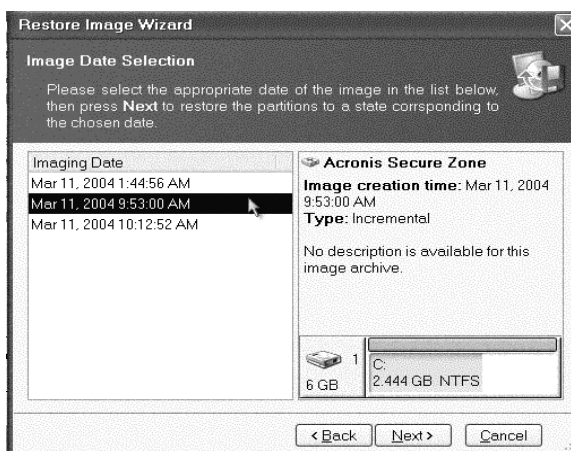 Restore Image Wizard
Image Date Selection
Please select the appropriate date of the image in the list below,
then press Next to restore the partitions to a state corrsponding to
the chosen date.
Imaging Date
Mar 11, 2004 1:44:56 AM
Mar 11, 2004 9:53:00 AM
Mar 11, 2004 10:12:52 AM
Acronis Secure Zone
Image creation time: Mar 11, 2004
9:53:00 AM
Type: Incremental
No description is available for this
image archive.
1
6 GB
C:
2.444 GB NTFS
< Back
Next >
Cancel